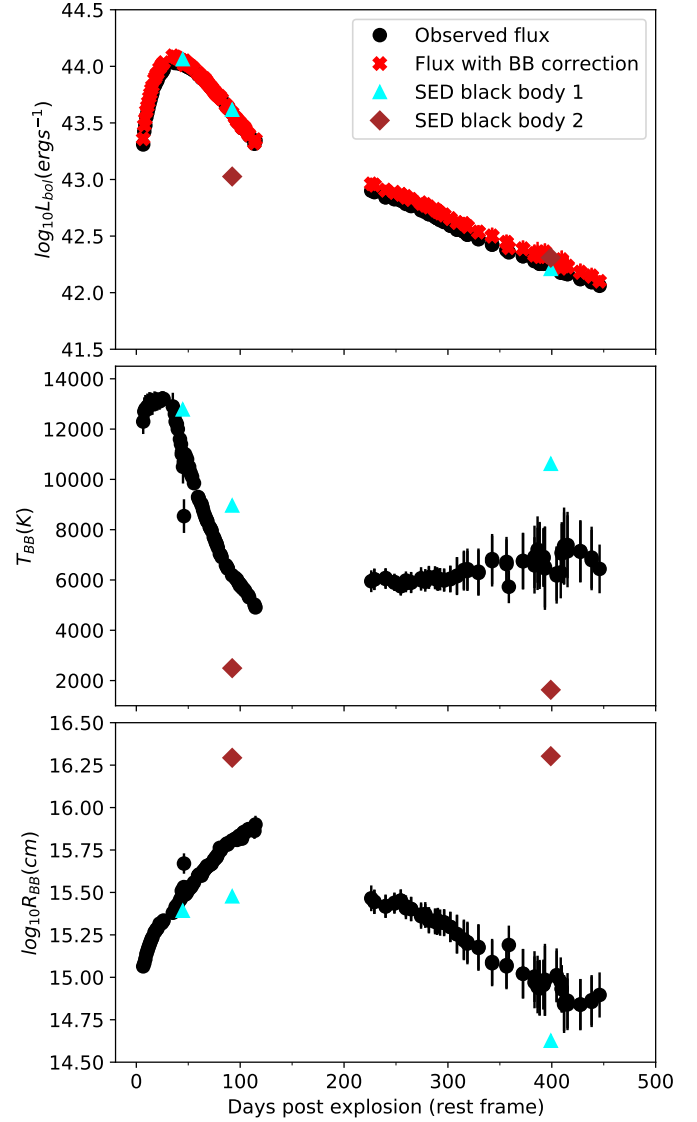 44.5
44.0
43.5
43.0
42.5
42.0
41.5
log₁₀L_bol(ergs⁻¹)
Observed flux
Flux with BB correction
SED black body 1
SED black body 2
14000
12000
10000
8000
6000
4000
2000
T_BB(K)
16.50
16.25
16.00
15.75
15.50
15.25
15.00
14.75
14.50
log₁₀R_BB(cm)
0 100 200 300 400 500
Days post explosion (rest frame)